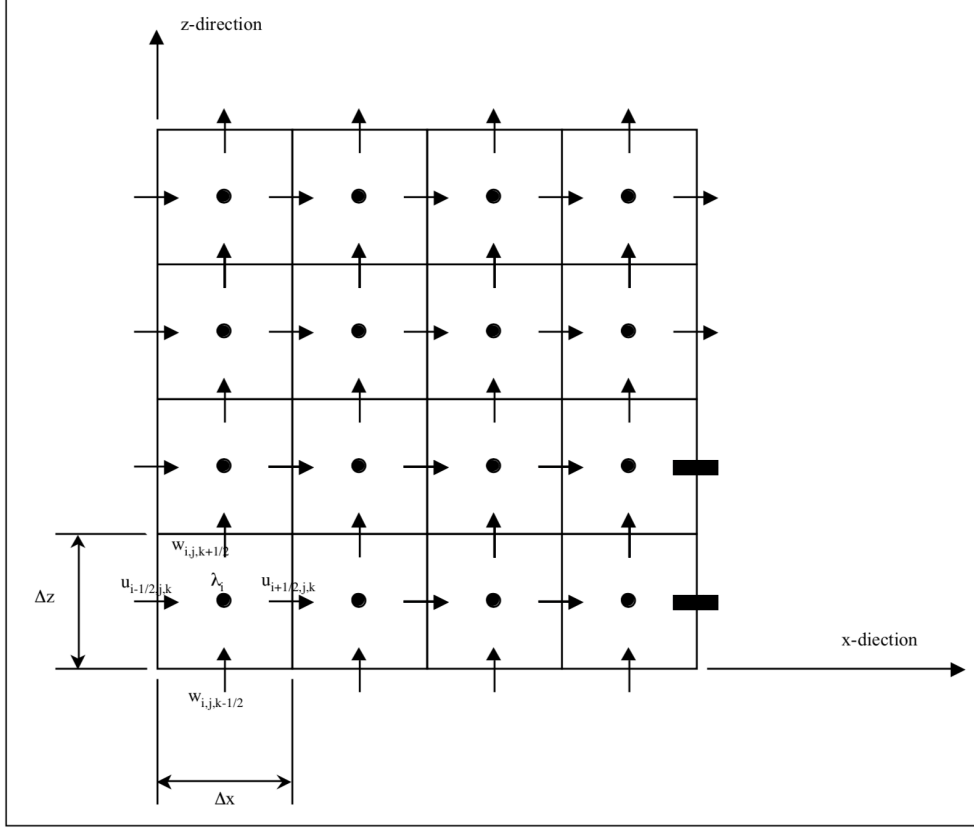 z-direction
w_{i,j,k+1/2}
u_{i-1/2,j,k}
λ_i
u_{i+1/2,j,k}
Δz
x-diection
w_{i,j,k-1/2}
Δx